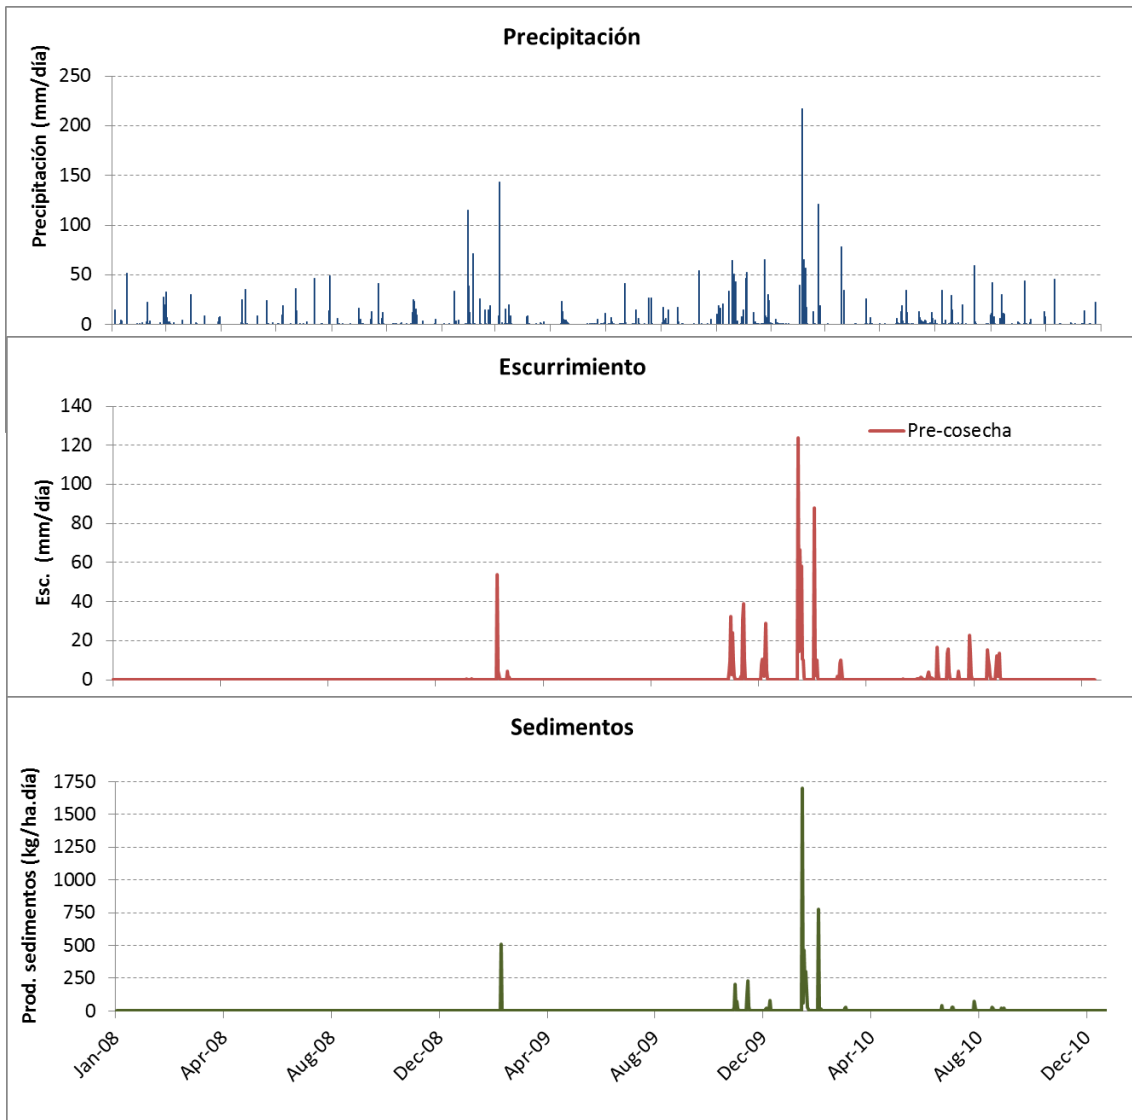 Precipitación
Precipitación (mm/día)
250
200
150
100
50
0
Escurrimiento
Esc. (mm/día)
140
120
100
80
60
40
20
0
Pre-cosecha
Sedimentos
Prod. sedimentos (kg/ha.día)
1750
1500
1250
1000
750
500
250
0
Jan-08
Apr-08
Aug-08
Dec-08
Apr-09
Aug-09
Dec-09
Apr-10
Aug-10
Dec-10